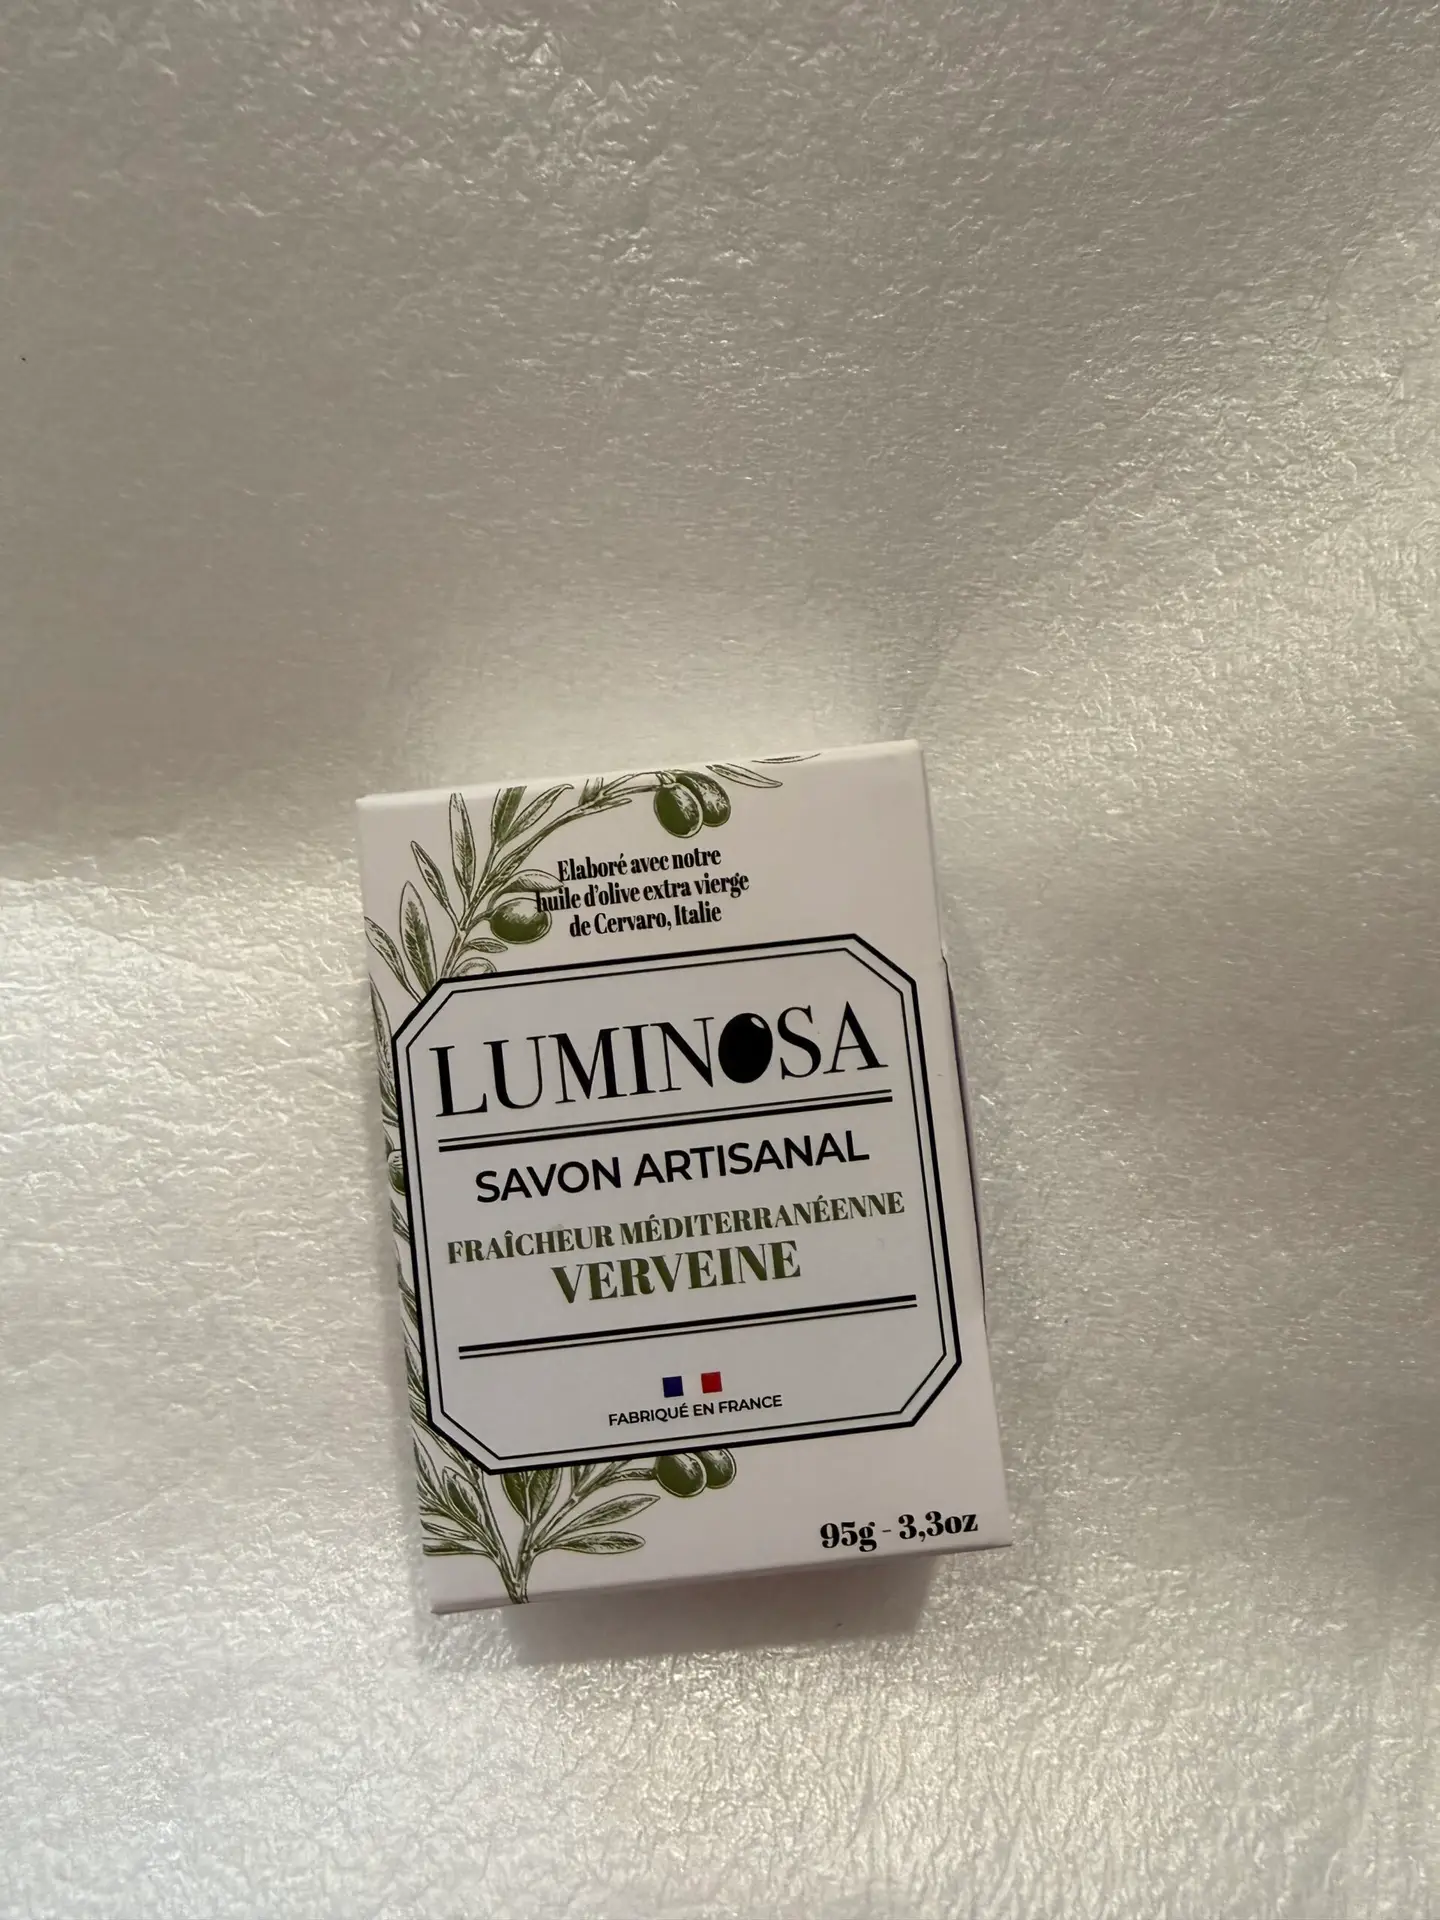 Elaboré avec notre
huile d'olive extra vierge
de Cervaro, Italie
LUMINOSA
SAVON ARTISANAL
FRAÎCHEUR MÉDITERRANÉENNE
VERVEINE
FABRIQUÉ EN FRANCE
95g - 3,3oz